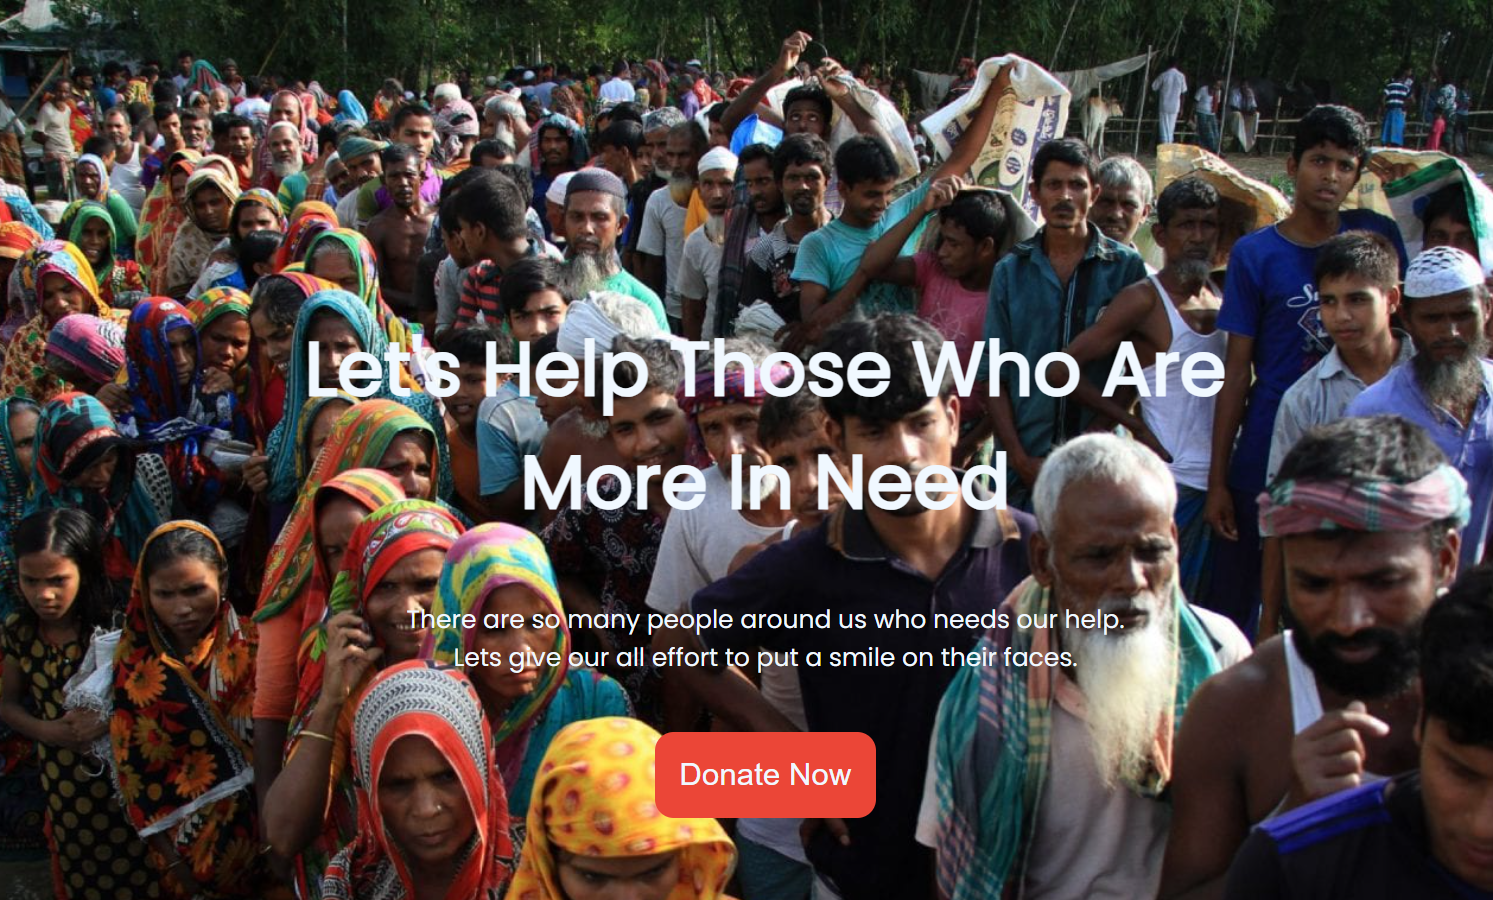 Let's Help Those Who Are
More In Need
There are so many people around us who needs our help.
Lets give our all effort to put a smile on their faces.
Donate Now